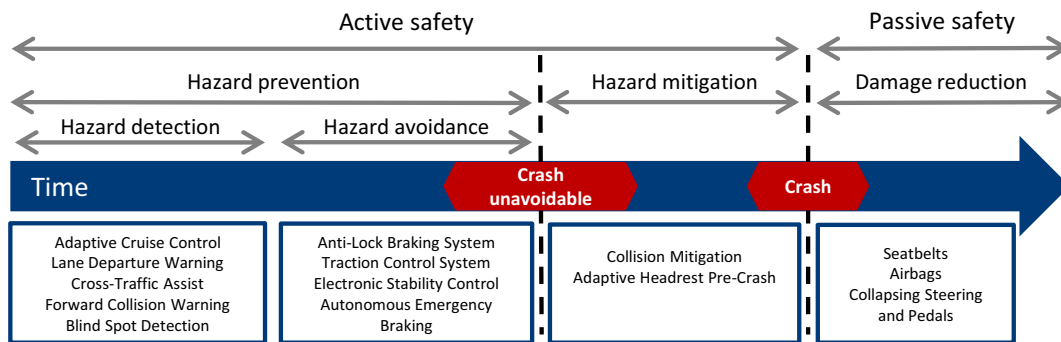 Active safety
Passive safety
Hazard prevention
Hazard mitigation
Damage reduction
Hazard detection
Hazard avoidance
Time
Crash
unavoidable
Crash
Adaptive Cruise Control
Lane Departure Warning
Cross-Traffic Assist
Forward Collision Warning
Blind Spot Detection
Anti-Lock Braking System
Traction Control System
Electronic Stability Control
Autonomous Emergency
Braking
Collision Mitigation
Adaptive Headrest Pre-Crash
Seatbelts
Airbags
Collapsing Steering
and Pedals